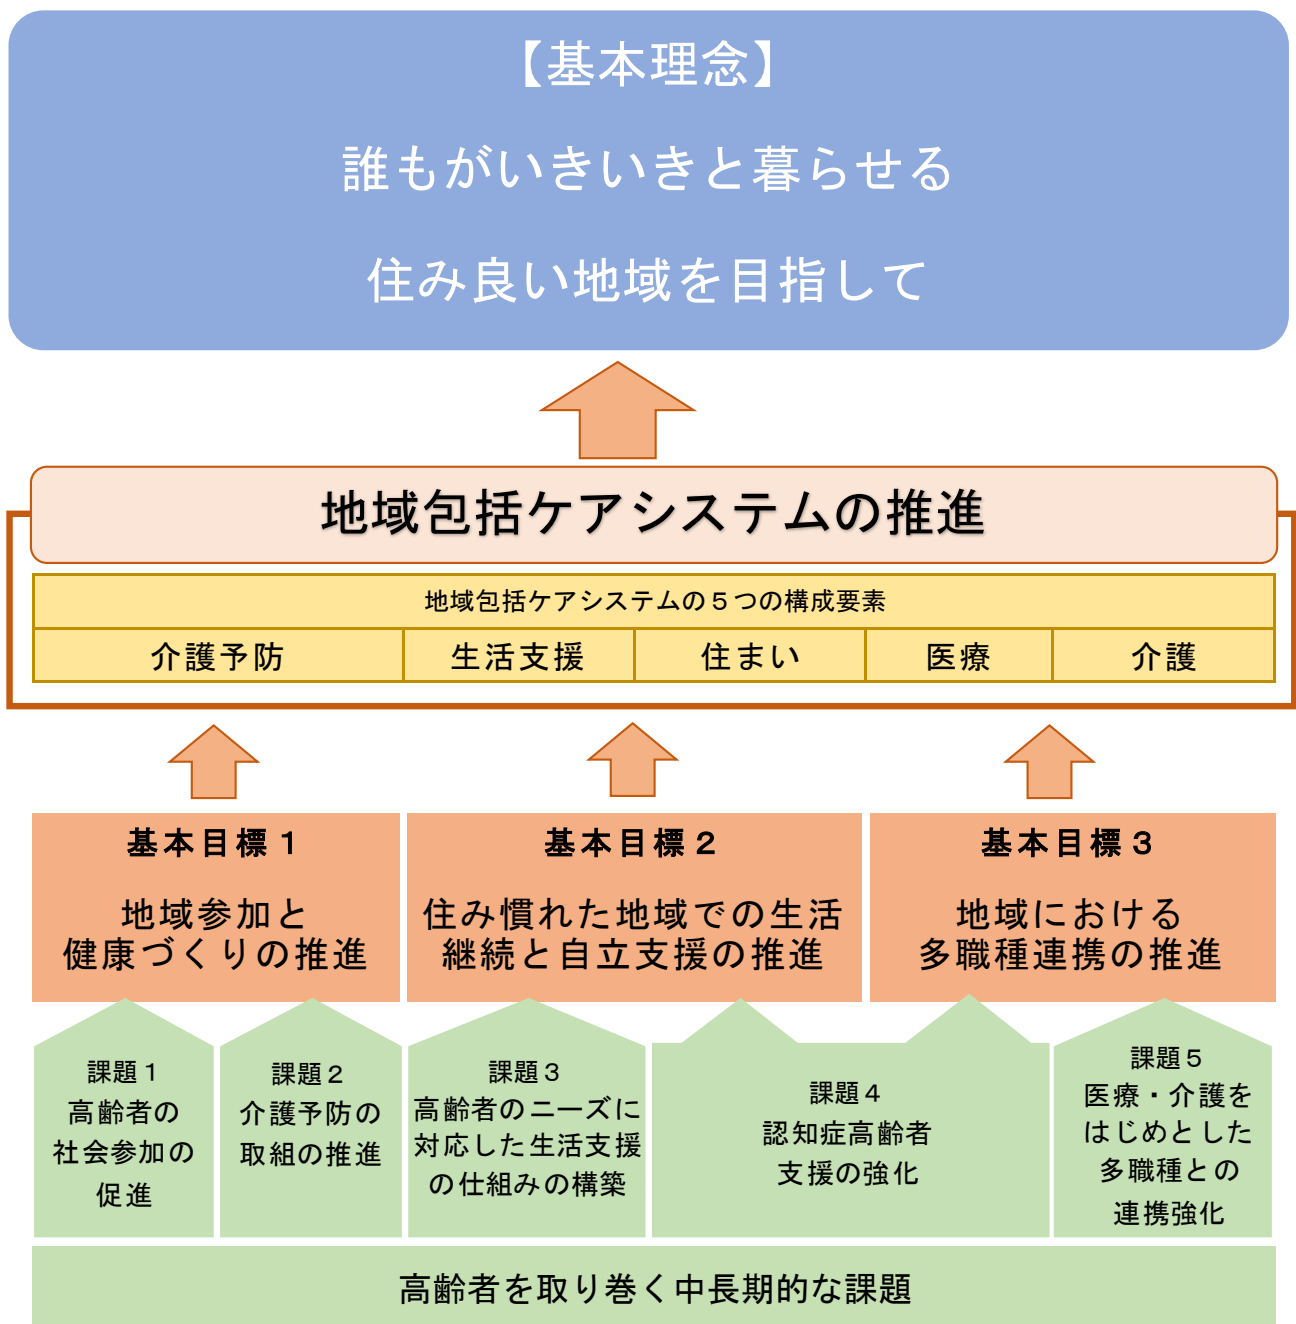 【基本理念】
誰もがいきいきと暮らせる
住み良い地域を目指して
地域包括ケアシステムの推進
地域包括ケアシステムの５つの構成要素
介護予防
生活支援
住まい
医療
介護
基本目標１
地域参加と
健康づくりの推進
基本目標２
住み慣れた地域での生活
継続と自立支援の推進
基本目標３
地域における
多職種連携の推進
課題１
高齢者の
社会参加の
促進
課題２
介護予防の
取組の推進
課題３
高齢者のニーズに
対応した生活支援
の仕組みの構築
課題４
認知症高齢者
支援の強化
課題５
医療・介護を
はじめとした
多職種との
連携強化
高齢者を取り巻く中長期的な課題